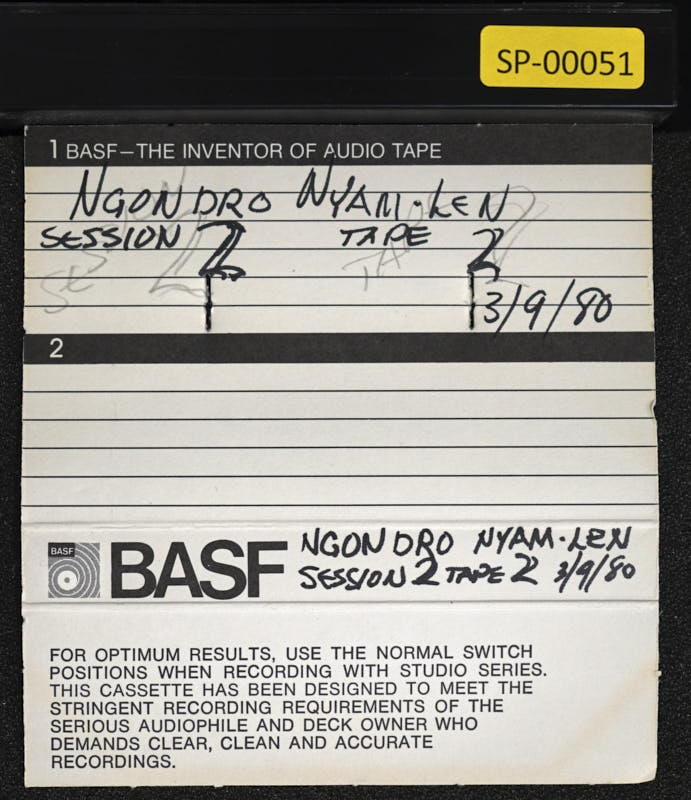 SP-00051
1 BASF–THE INVENTOR OF AUDIO TAPE
NGONDRO NYAM·LEN
SESSION 2 TAPE 2
3/9/80
2
BASF BASF NGONDRO NYAM·LEN
SESSION 2 TAPE 2 3/9/80
FOR OPTIMUM RESULTS, USE THE NORMAL SWITCH
POSITIONS WHEN RECORDING WITH STUDIO SERIES.
THIS CASSETTE HAS BEEN DESIGNED TO MEET THE
STRINGENT RECORDING REQUIREMENTS OF THE
SERIOUS AUDIOPHILE AND DECK OWNER WHO
DEMANDS CLEAR, CLEAN AND ACCURATE
RECORDINGS.